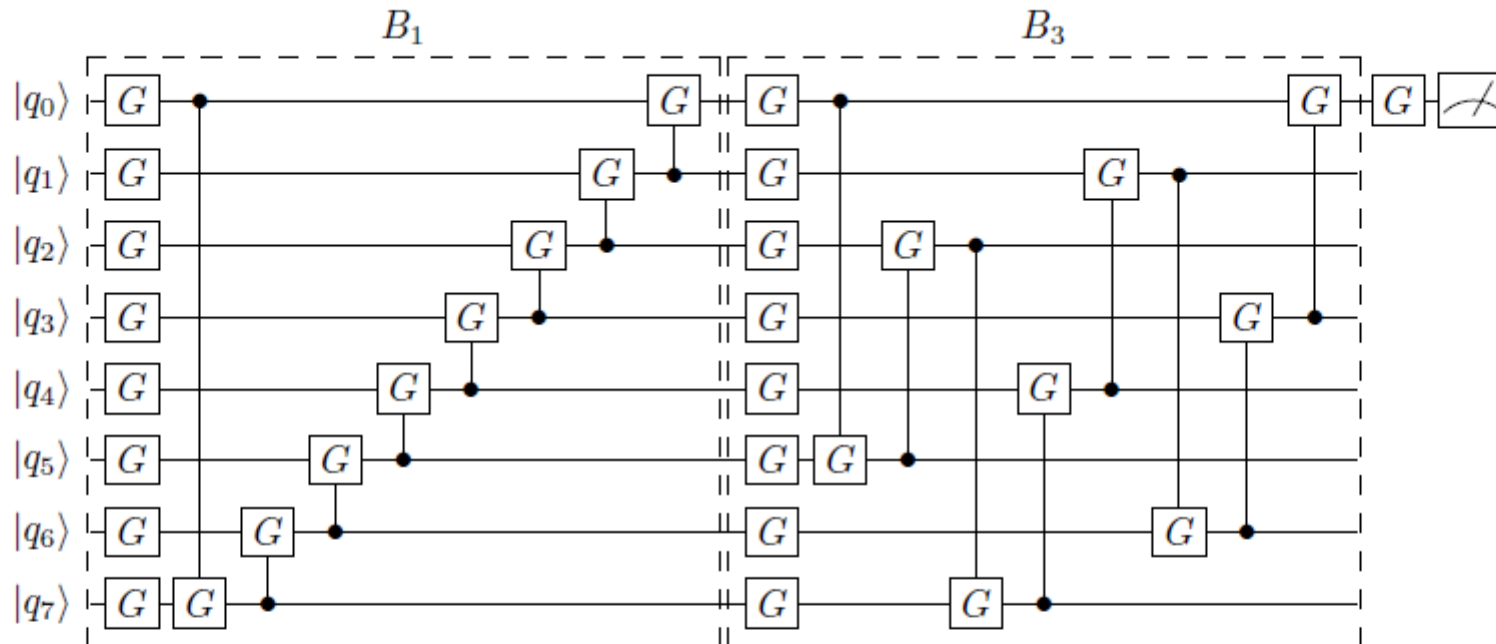 B₁ B₃
|q₀⟩ G G G G G
|q₁⟩ G G G G
|q₂⟩ G G G G
|q₃⟩ G G G G
|q₄⟩ G G G G
|q₅⟩ G G G G
|q₆⟩ G G G G
|q₇⟩ G G G G